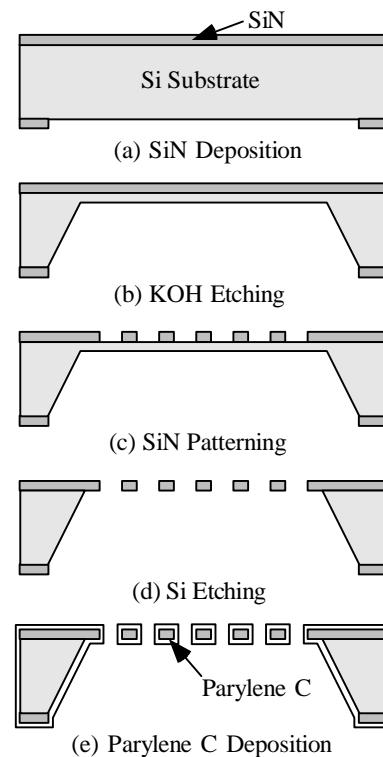 SiN
Si Substrate
(a) SiN Deposition
(b) KOH Etching
(c) SiN Patterning
(d) Si Etching
Parylene C
(e) Parylene C Deposition